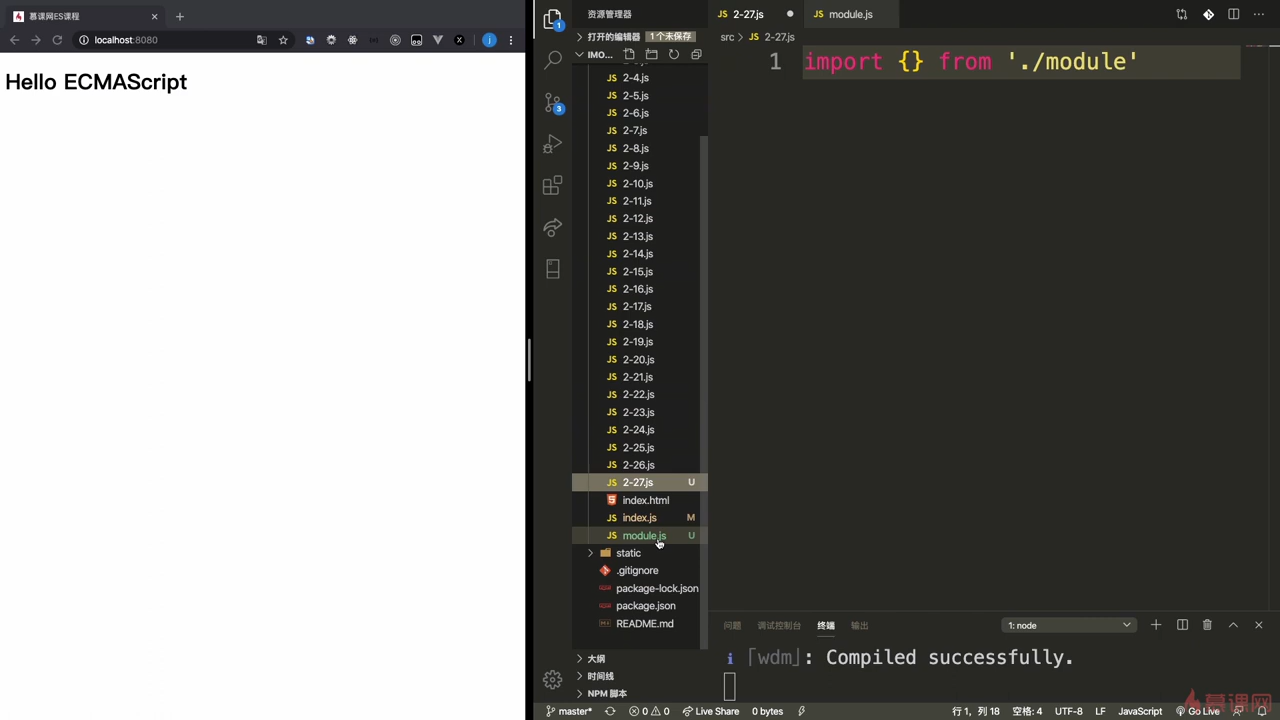 慕课网ES课程
localhost:8080
Hello ECMAScript
资源管理器
打开的编辑器 1个未保存
IMO...
2-4.js
2-5.js
2-6.js
2-7.js
2-8.js
2-9.js
2-10.js
2-11.js
2-12.js
2-13.js
2-14.js
2-15.js
2-16.js
2-17.js
2-18.js
2-19.js
2-20.js
2-21.js
2-22.js
2-23.js
2-24.js
2-25.js
2-26.js
2-27.js U
index.html
index.js M
module.js U
static
.gitignore
package-lock.json
package.json
README.md
大纲
时间线
NPM 脚本
2-27.js module.js
src > 2-27.js
1 import {} from './module'
问题 调试控制台 终端 输出 1: node
i 「wdm」: Compiled successfully.
master* 0 0 Live Share 0 bytes 行 1, 列 18 空格: 4 UTF-8 LF JavaScript Go Live
慕课网